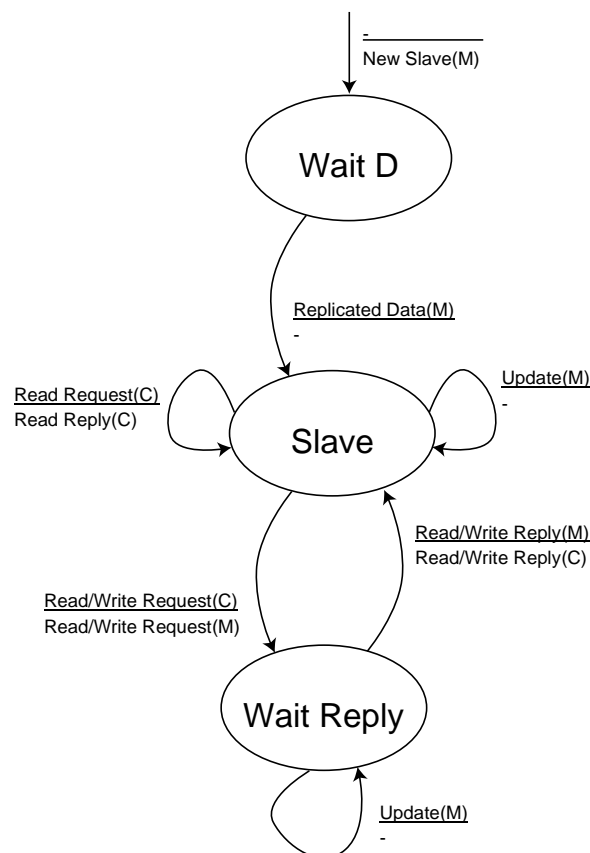 -
New Slave(M)
Wait D
Replicated Data(M)
-
Read Request(C)
Read Reply(C)
Update(M)
-
Slave
Read/Write Reply(M)
Read/Write Reply(C)
Read/Write Request(C)
Read/Write Request(M)
Wait Reply
Update(M)
-